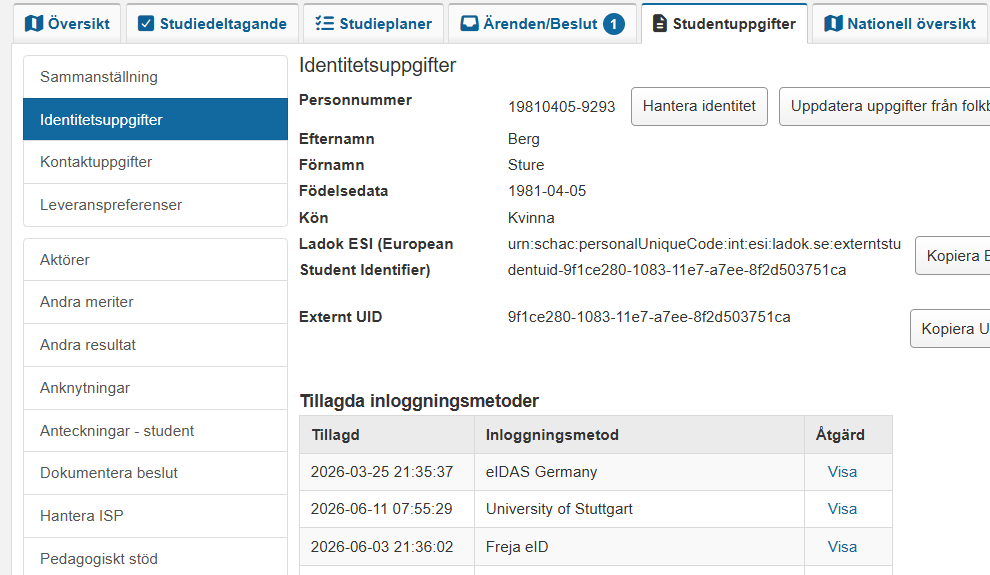 Översikt
Studiedeltagande
Studieplaner
Ärenden/Beslut 1
Studentuppgifter
Nationell översikt
Sammanställning
Identitetsuppgifter
Kontaktuppgifter
Leveranspreferenser
Aktörer
Andra meriter
Andra resultat
Anknytningar
Anteckningar - student
Dokumentera beslut
Hantera ISP
Pedagogiskt stöd
Identitetsuppgifter
Personnummer 19810405-9293 Hantera identitet Uppdatera uppgifter från folkb
Efternamn Berg
Förnamn Sture
Födelsedata 1981-04-05
Kön Kvinna
Ladok ESI (European urn:schac:personalUniqueCode:int:esi:ladok.se:externtstu
Student Identifier) dentuid-9f1ce280-1083-11e7-a7ee-8f2d503751ca
Kopiera E
Externt UID 9f1ce280-1083-11e7-a7ee-8f2d503751ca
Kopiera U
Tillagda inloggningsmetoder
Tillagd Inloggningsmetod Åtgärd
2026-03-25 21:35:37 eIDAS Germany Visa
2026-06-11 07:55:29 University of Stuttgart Visa
2026-06-03 21:36:02 Freja eID Visa